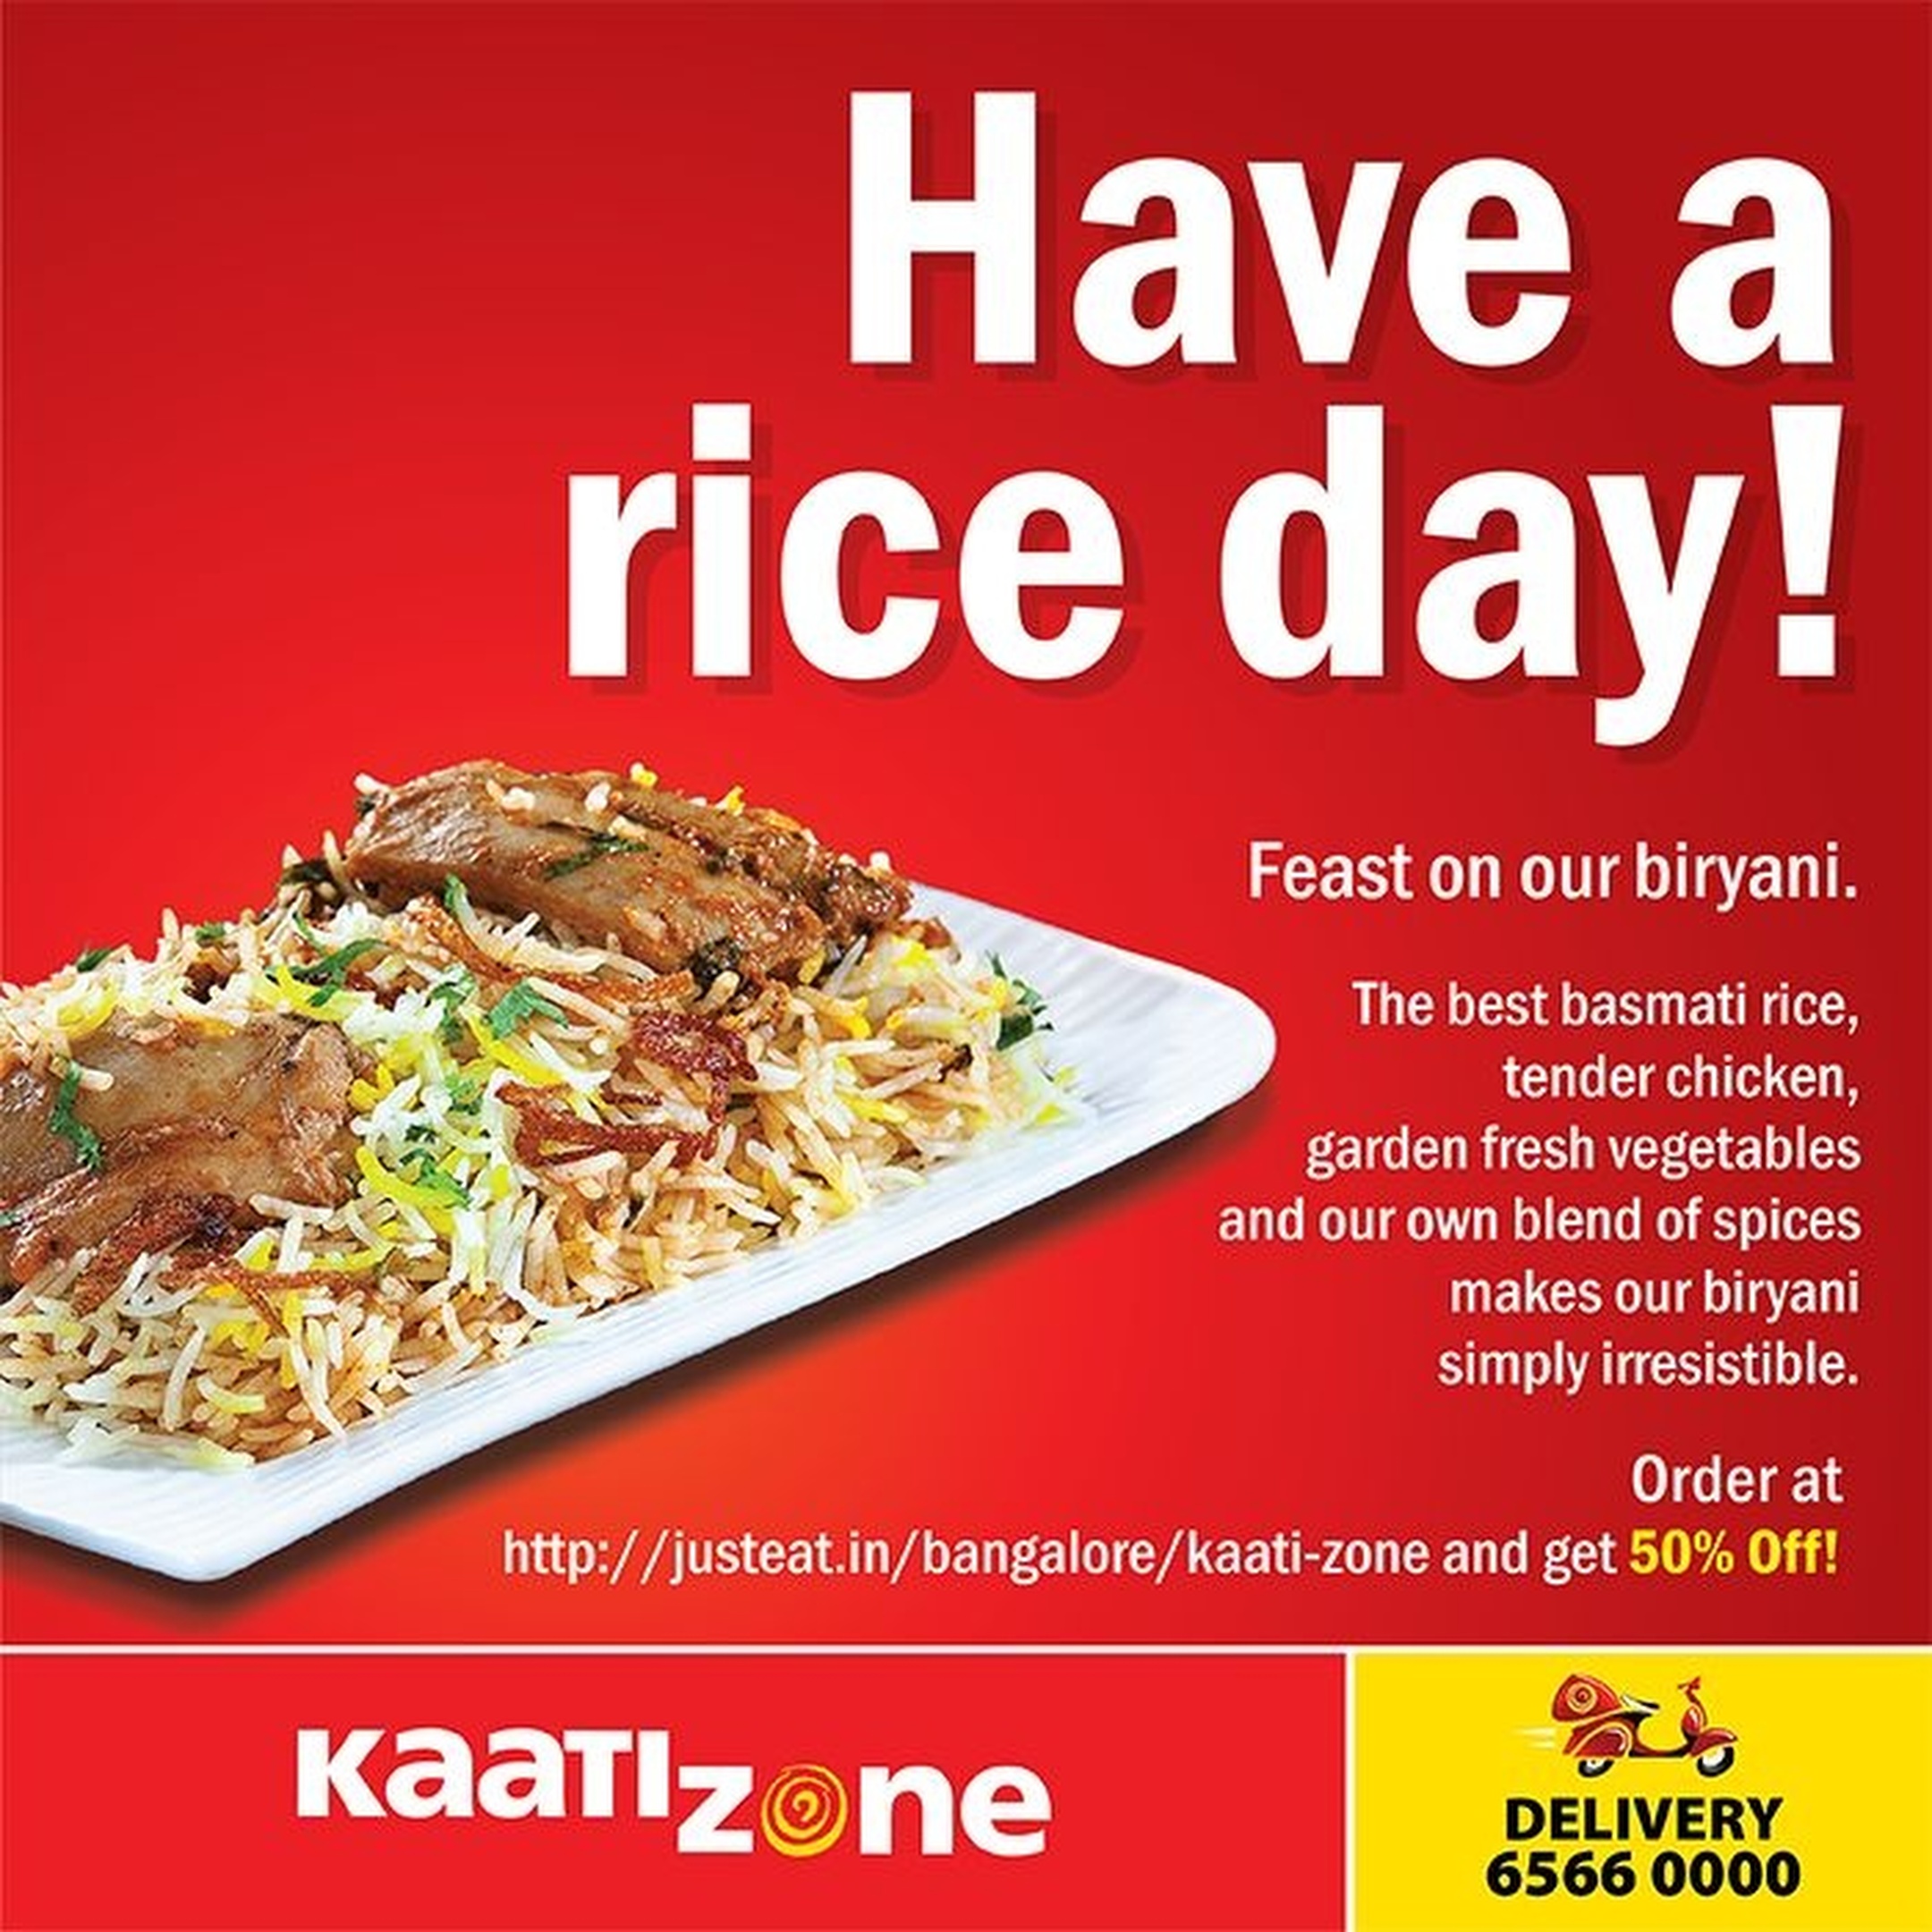 Have a
rice day!
Feast on our biryani.
The best basmati rice,
tender chicken,
garden fresh vegetables
and our own blend of spices
makes our biryani
simply irresistible.
Order at
http://justeat.in/bangalore/kaati-zone and get 50% Off!
KaaTI zone
DELIVERY
6566 0000